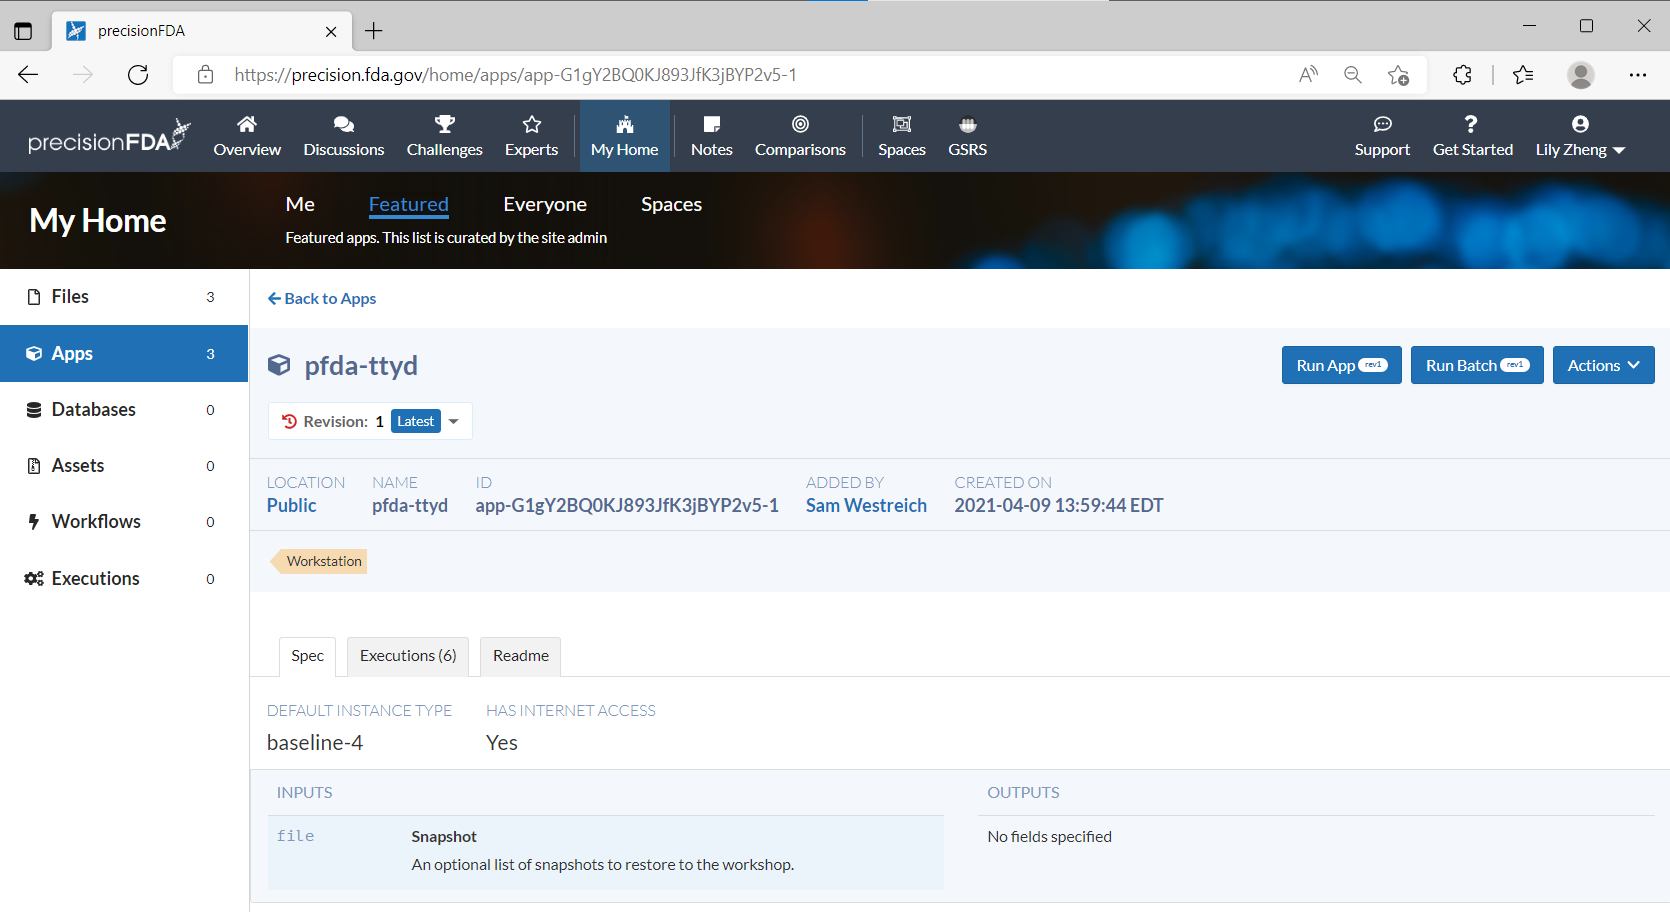 precisionFDA
https://precision.fda.gov/home/apps/app-G1gY2BQ0KJ893JfK3jBYP2v5-1
precisionFDA
Overview
Discussions
Challenges
Experts
My Home
Notes
Comparisons
Spaces
GSRS
Support
Get Started
Lily Zheng
My Home
Me
Featured
Everyone
Spaces
Featured apps. This list is curated by the site admin
Files 3
Apps 3
Databases 0
Assets 0
Workflows 0
Executions 0
Back to Apps
pfda-ttyd
Run App rev1
Run Batch rev1
Actions
Revision: 1 Latest
LOCATION
Public
NAME
pfda-ttyd
ID
app-G1gY2BQ0KJ893JfK3jBYP2v5-1
ADDED BY
Sam Westreich
CREATED ON
2021-04-09 13:59:44 EDT
Workstation
Spec
Executions (6)
Readme
DEFAULT INSTANCE TYPE
baseline-4
HAS INTERNET ACCESS
Yes
INPUTS
file
Snapshot
An optional list of snapshots to restore to the workshop.
OUTPUTS
No fields specified